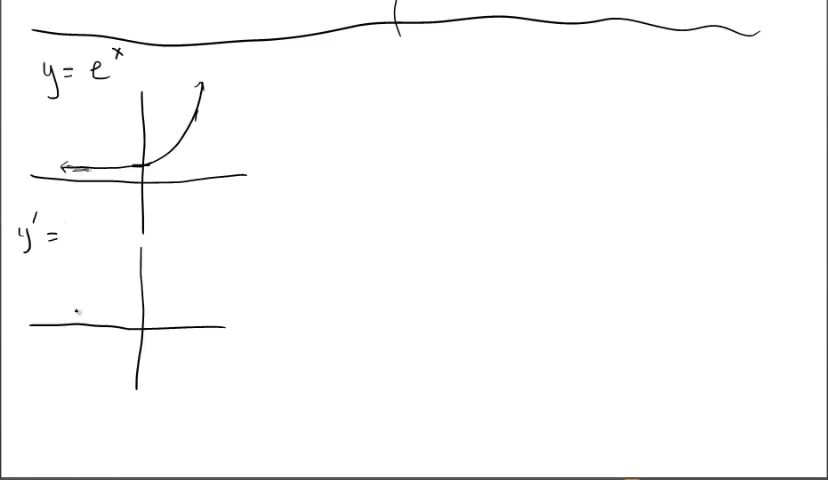 y = e^x
y' =